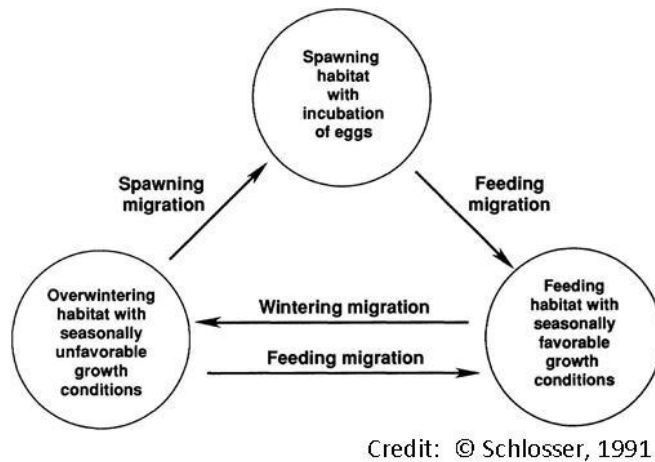 Spawning
habitat
with
incubation
of eggs
Spawning
migration
Feeding
migration
Overwintering
habitat with
seasonally
unfavorable
growth
conditions
Wintering migration
Feeding migration
Feeding
habitat with
seasonally
favorable
growth
conditions
Credit: © Schlosser, 1991